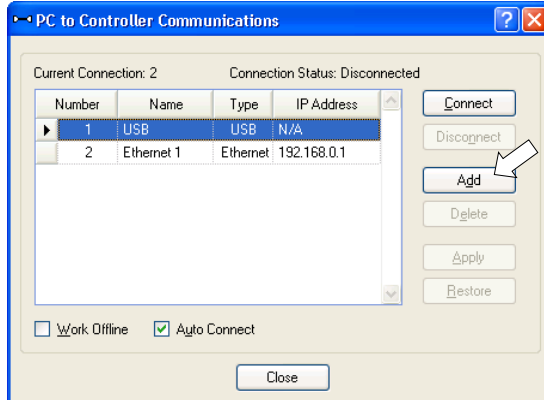 PC to Controller Communications
Current Connection: 2 Connection Status: Disconnected
Number Name Type IP Address
1 USB USB N/A
2 Ethernet 1 Ethernet 192.168.0.1
Connect
Disconnect
Add
Delete
Apply
Restore
Work Offline Auto Connect
Close